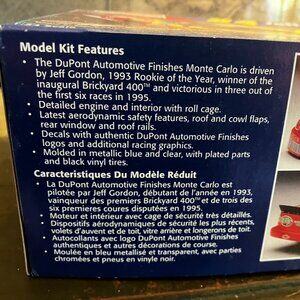 Model Kit Features
• The DuPont Automotive Finishes Monte Carlo is driven
by Jeff Gordon, 1993 Rookie of the Year, winner of the
inaugural Brickyard 400™ and victorious in three out of
the first six races in 1995.
• Detailed engine and interior with roll cage.
• Latest aerodynamic safety features, roof and cowl flaps,
rear window and roof rails.
• Decals with authentic DuPont Automotive Finishes
logos and additional racing graphics.
• Molded in metallic blue and clear, with plated parts
and black vinyl tires.
Caractéristiques Du Modèle Réduit
• La DuPont Automotive Finishes Monte Carlo est
pilotée par Jeff Gordon, débutant de l'année en 1993,
vainqueur des premiers Brickyard 400™ et de trois des
six premieres coures disputées en 1995.
• Moteur et intérieur avec cage de sécurité très détaillés.
• Dispositifs aérodynamiques de sécurité les plus récents,
volets d'auvent et de toit, vitre arrière et longerons de toit.
• Autocollants avec logo DuPont Automotive Finishes
authentiques et autres décorations de course.
• Moulée en bleu metallisé et transparent, avec parties
chromées et pneus en vinyle noir.